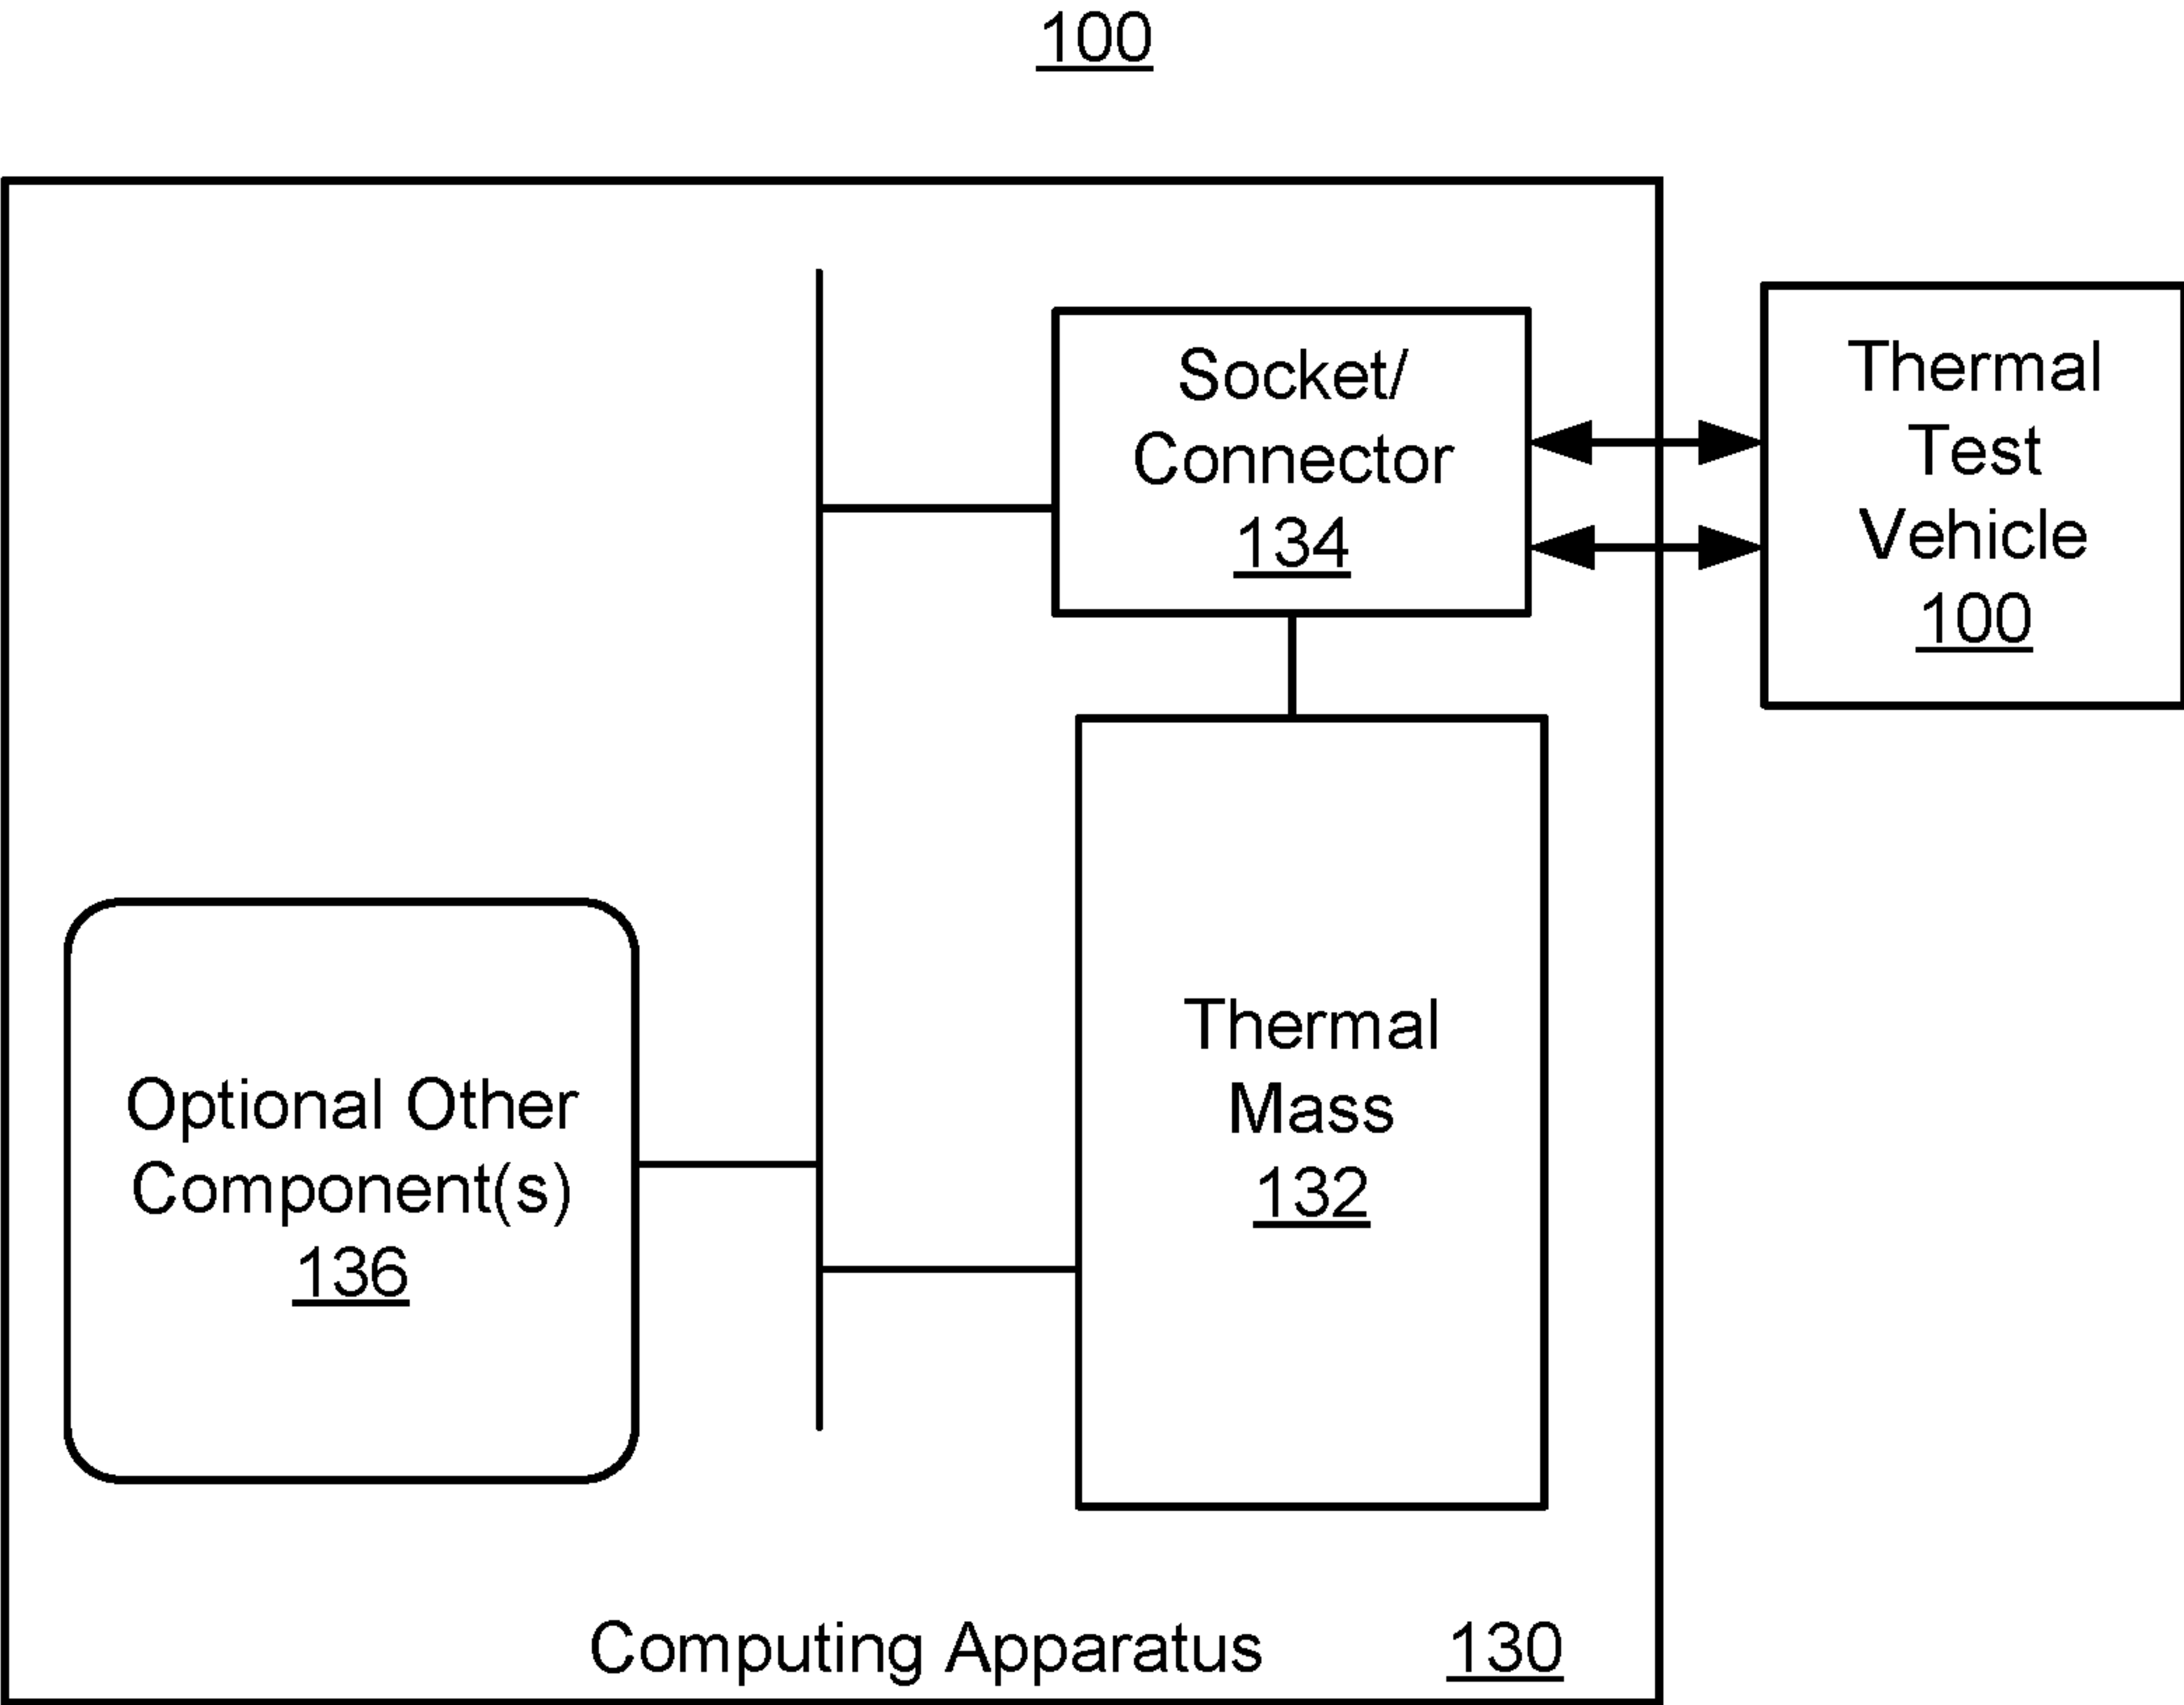 100
Socket/
Connector
134
Thermal
Test
Vehicle
100
Thermal
Mass
132
Optional Other
Component(s)
136
Computing Apparatus 130